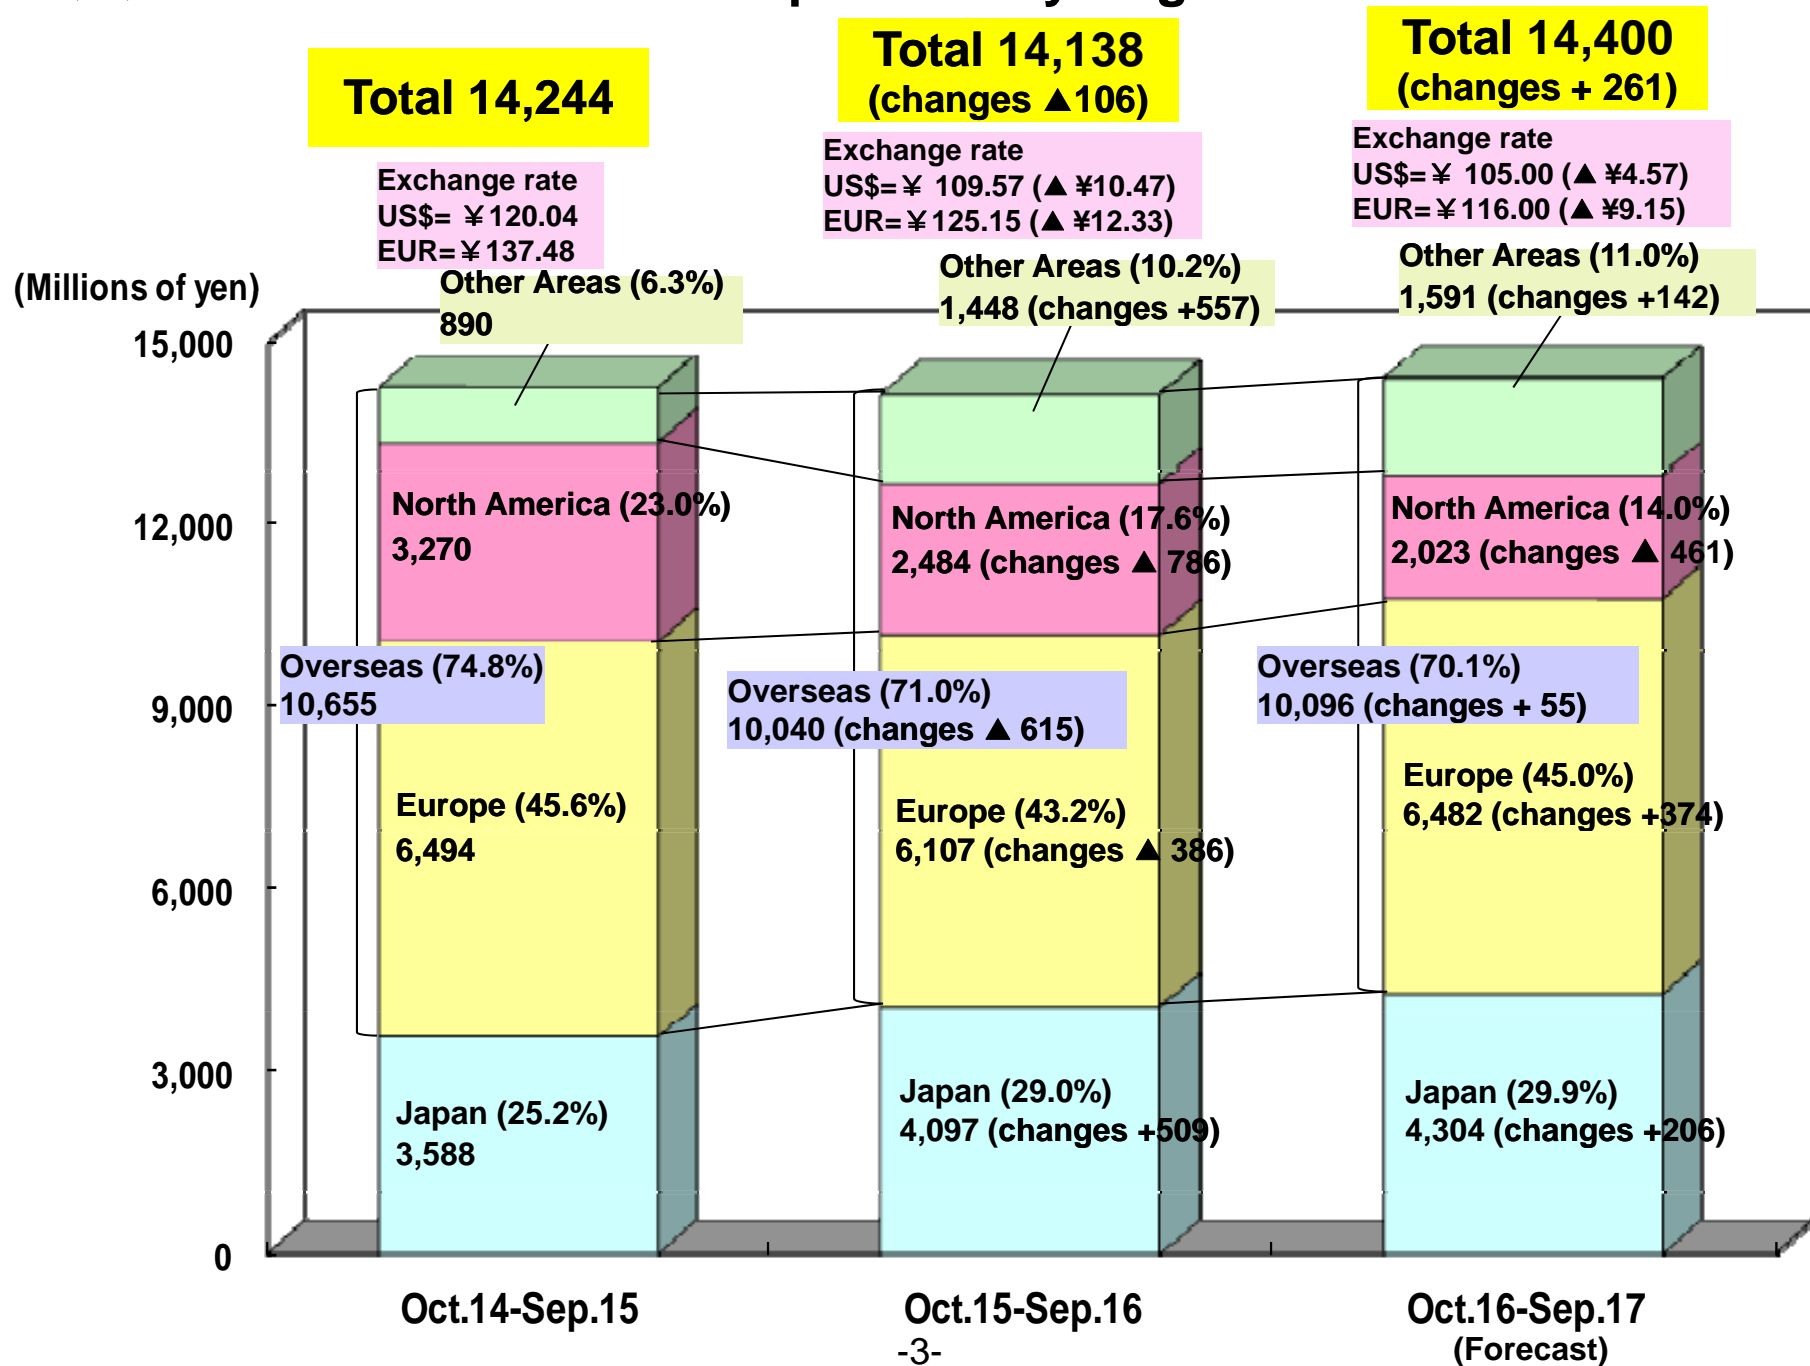 Total 14,244
Total 14,138
(changes ▲106)
Total 14,400
(changes + 261)
Exchange rate
US$= ￥120.04
EUR=￥137.48
Exchange rate
US$=￥ 109.57 (▲ ¥10.47)
EUR=￥125.15 (▲ ¥12.33)
Exchange rate
US$=￥ 105.00 (▲ ¥4.57)
EUR=￥116.00 (▲ ¥9.15)
(Millions of yen)
Other Areas (6.3%)
890
Other Areas (10.2%)
1,448 (changes +557)
Other Areas (11.0%)
1,591 (changes +142)
15,000
12,000
9,000
6,000
3,000
0
North America (23.0%)
3,270
North America (17.6%)
2,484 (changes ▲ 786)
North America (14.0%)
2,023 (changes ▲ 461)
Overseas (74.8%)
10,655
Overseas (71.0%)
10,040 (changes ▲ 615)
Overseas (70.1%)
10,096 (changes + 55)
Europe (45.6%)
6,494
Europe (43.2%)
6,107 (changes ▲ 386)
Europe (45.0%)
6,482 (changes +374)
Japan (25.2%)
3,588
Japan (29.0%)
4,097 (changes +509)
Japan (29.9%)
4,304 (changes +206)
Oct.14-Sep.15
Oct.15-Sep.16
Oct.16-Sep.17
(Forecast)
-3-